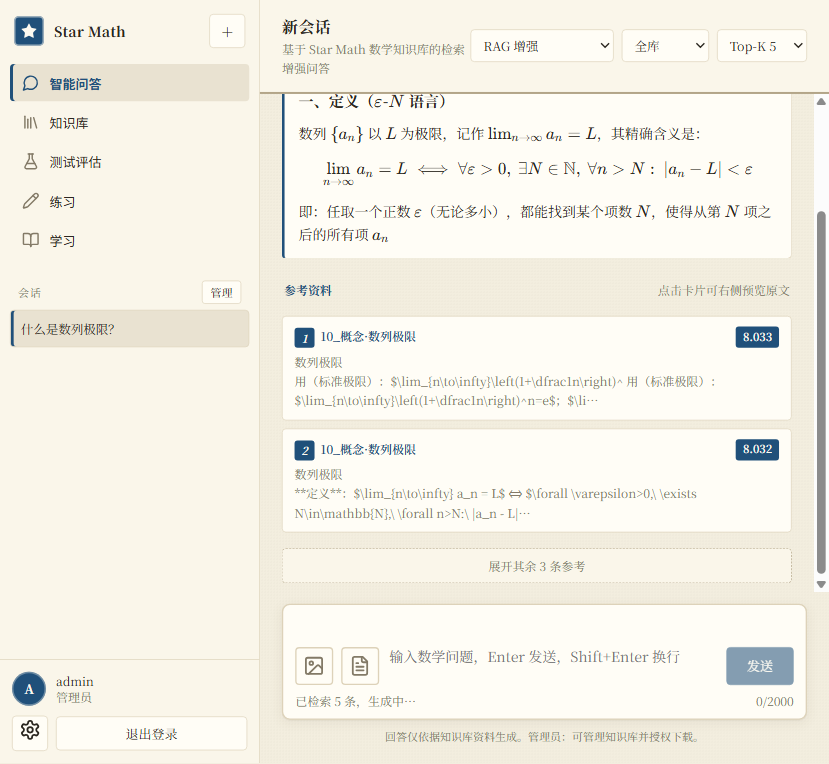 Star Math
+
智能问答
知识库
测试评估
练习
学习
会话
管理
什么是数列极限?
A
admin
管理员
退出登录
新会话
基于 Star Math 数学知识库的检索
增强问答
RAG 增强
全库
Top-K 5
一、定义（ε-N 语言）
数列 {a_n} 以 L 为极限，记作 lim_{n→∞} a_n = L，其精确含义是：
lim_{n→∞} a_n = L ⟺ ∀ε > 0, ∃N ∈ ℕ, ∀n > N : |a_n − L| < ε
即：任取一个正数 ε（无论多小），都能找到某个项数 N，使得从第 N 项之
后的所有项 a_n
参考资料
点击卡片可右侧预览原文
1 10_概念·数列极限 8.033
数列极限
用（标准极限）：$\lim_{n\to\infty}\left(1+\dfrac1n\right)^ 用（标准极限）：
$\lim_{n\to\infty}\left(1+\dfrac1n\right)^n=e$；$\li…
2 10_概念·数列极限 8.032
数列极限
**定义**：$\lim_{n\to\infty} a_n = L$ ⇔ $\forall \varepsilon>0,\ \exists
N\in\mathbb{N},\ \forall n>N:\ |a_n - L|…
展开其余 3 条参考
输入数学问题，Enter 发送，Shift+Enter 换行
发送
已检索 5 条，生成中…
0/2000
回答仅依据知识库资料生成。管理员：可管理知识库并授权下载。